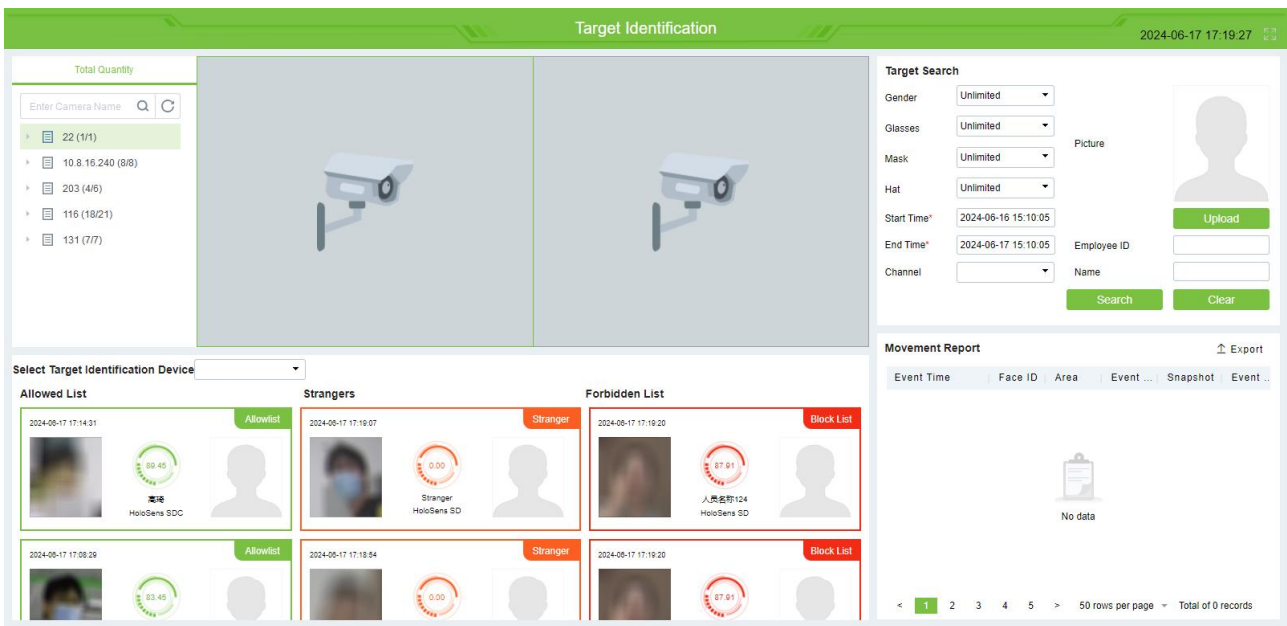 Target Identification
2024-06-17 17:19:27
Total Quantity
Enter Camera Name
22 (1/1)
10.8.16.240 (8/8)
203 (4/6)
116 (18/21)
131 (7/7)
Target Search
Gender Unlimited
Glasses Unlimited
Mask Unlimited
Hat Unlimited
Picture
Start Time* 2024-06-16 15:10:05
Upload
End Time* 2024-06-17 15:10:05
Employee ID
Channel
Name
Search Clear
Select Target Identification Device
Allowed List
2024-06-17 17:14:31 Allowlist
89.45
高琦
HoloSens SDC
2024-06-17 17:08:29 Allowlist
83.45
Strangers
2024-06-17 17:19:07 Stranger
0.00
Stranger
HoloSens SD
2024-06-17 17:18:54 Stranger
0.00
Forbidden List
2024-06-17 17:19:20 Block List
87.91
人员名称124
HoloSens SD
2024-06-17 17:19:20 Block List
87.91
Movement Report
Export
Event Time Face ID Area Event ... Snapshot Event ..
No data
< 1 2 3 4 5 > 50 rows per page Total of 0 records